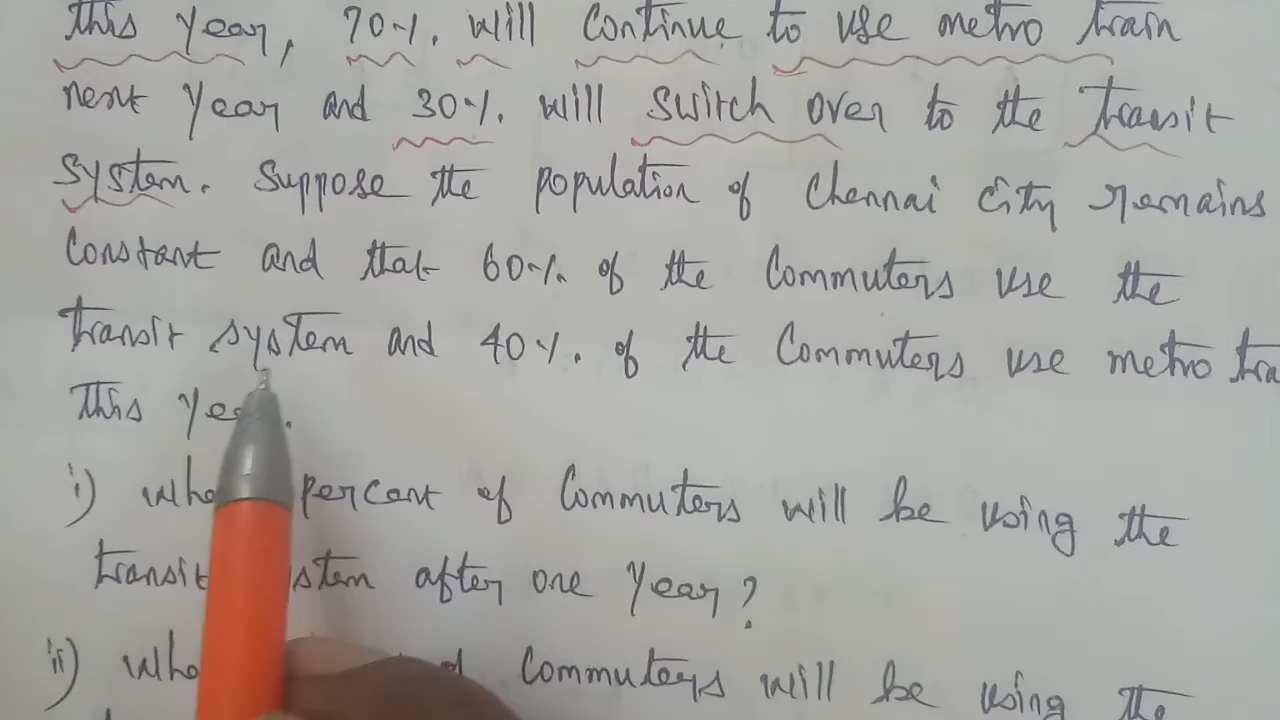 this year, 70%. will continue to use metro train
next year and 30%. will switch over to the transit
system. Suppose the population of Chennai city remains
constant and that 60%. of the commuters use the
transit system and 40%. of the commuters use metro
this
i) percent of commuters will be using the
after one year?
ii) commuters will be using the